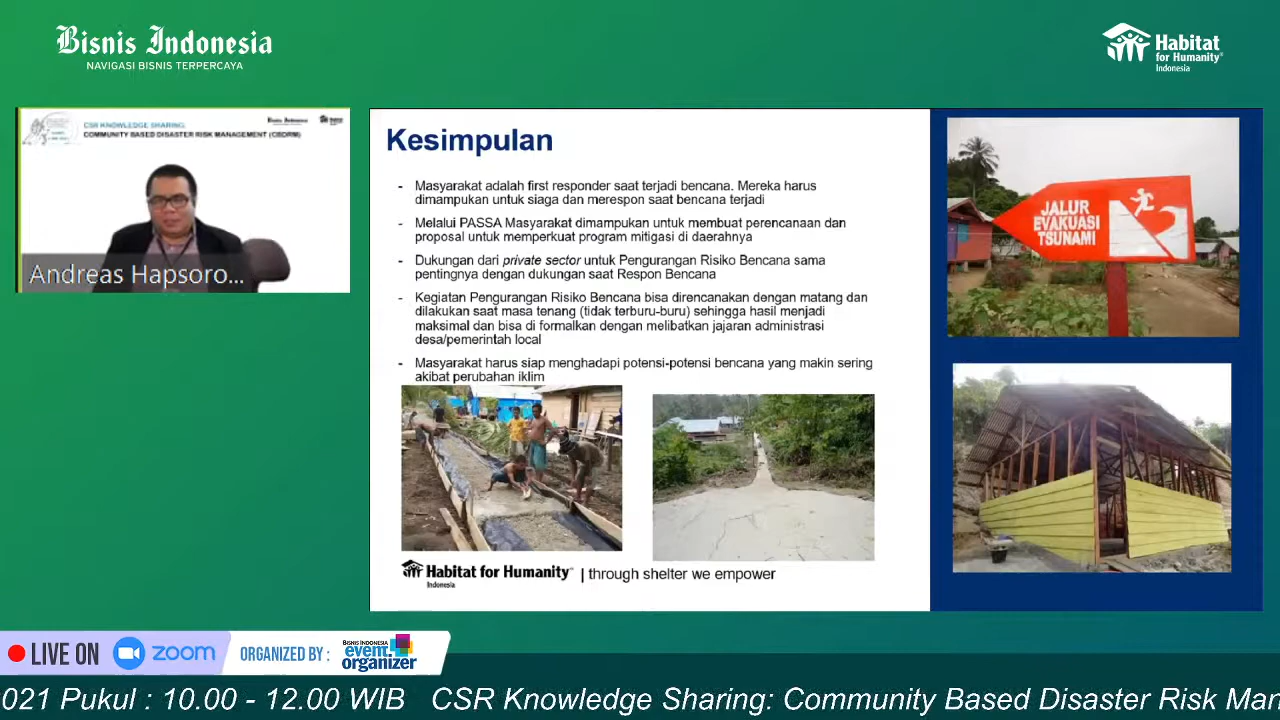 Bisnis Indonesia
NAVIGASI BISNIS TERPERCAYA
Habitat
for Humanity®
Indonesia
CSR KNOWLEDGE SHARING:
COMMUNITY BASED DISASTER RISK MANAGEMENT (CBDRM)
Andreas Hapsoro...
Kesimpulan
- Masyarakat adalah first responder saat terjadi bencana. Mereka harus
dimampukan untuk siaga dan merespon saat bencana terjadi
- Melalui PASSA Masyarakat dimampukan untuk membuat perencanaan dan
proposal untuk memperkuat program mitigasi di daerahnya
- Dukungan dari private sector untuk Pengurangan Risiko Bencana sama
pentingnya dengan dukungan saat Respon Bencana
- Kegiatan Pengurangan Risiko Bencana bisa direncanakan dengan matang dan
dilakukan saat masa tenang (tidak terburu-buru) sehingga hasil menjadi
maksimal dan bisa di formalkan dengan melibatkan jajaran administrasi
desa/pemerintah local
- Masyarakat harus siap menghadapi potensi-potensi bencana yang makin sering
akibat perubahan iklim
Habitat for Humanity™ | through shelter we empower
Indonesia
JALUR
EVAKUASI
TSUNAMI
LIVE ON zoom
ORGANIZED BY :
BISNIS INDONESIA
event
organizer
2021 Pukul : 10.00 - 12.00 WIB CSR Knowledge Sharing: Community Based Disaster Risk Man